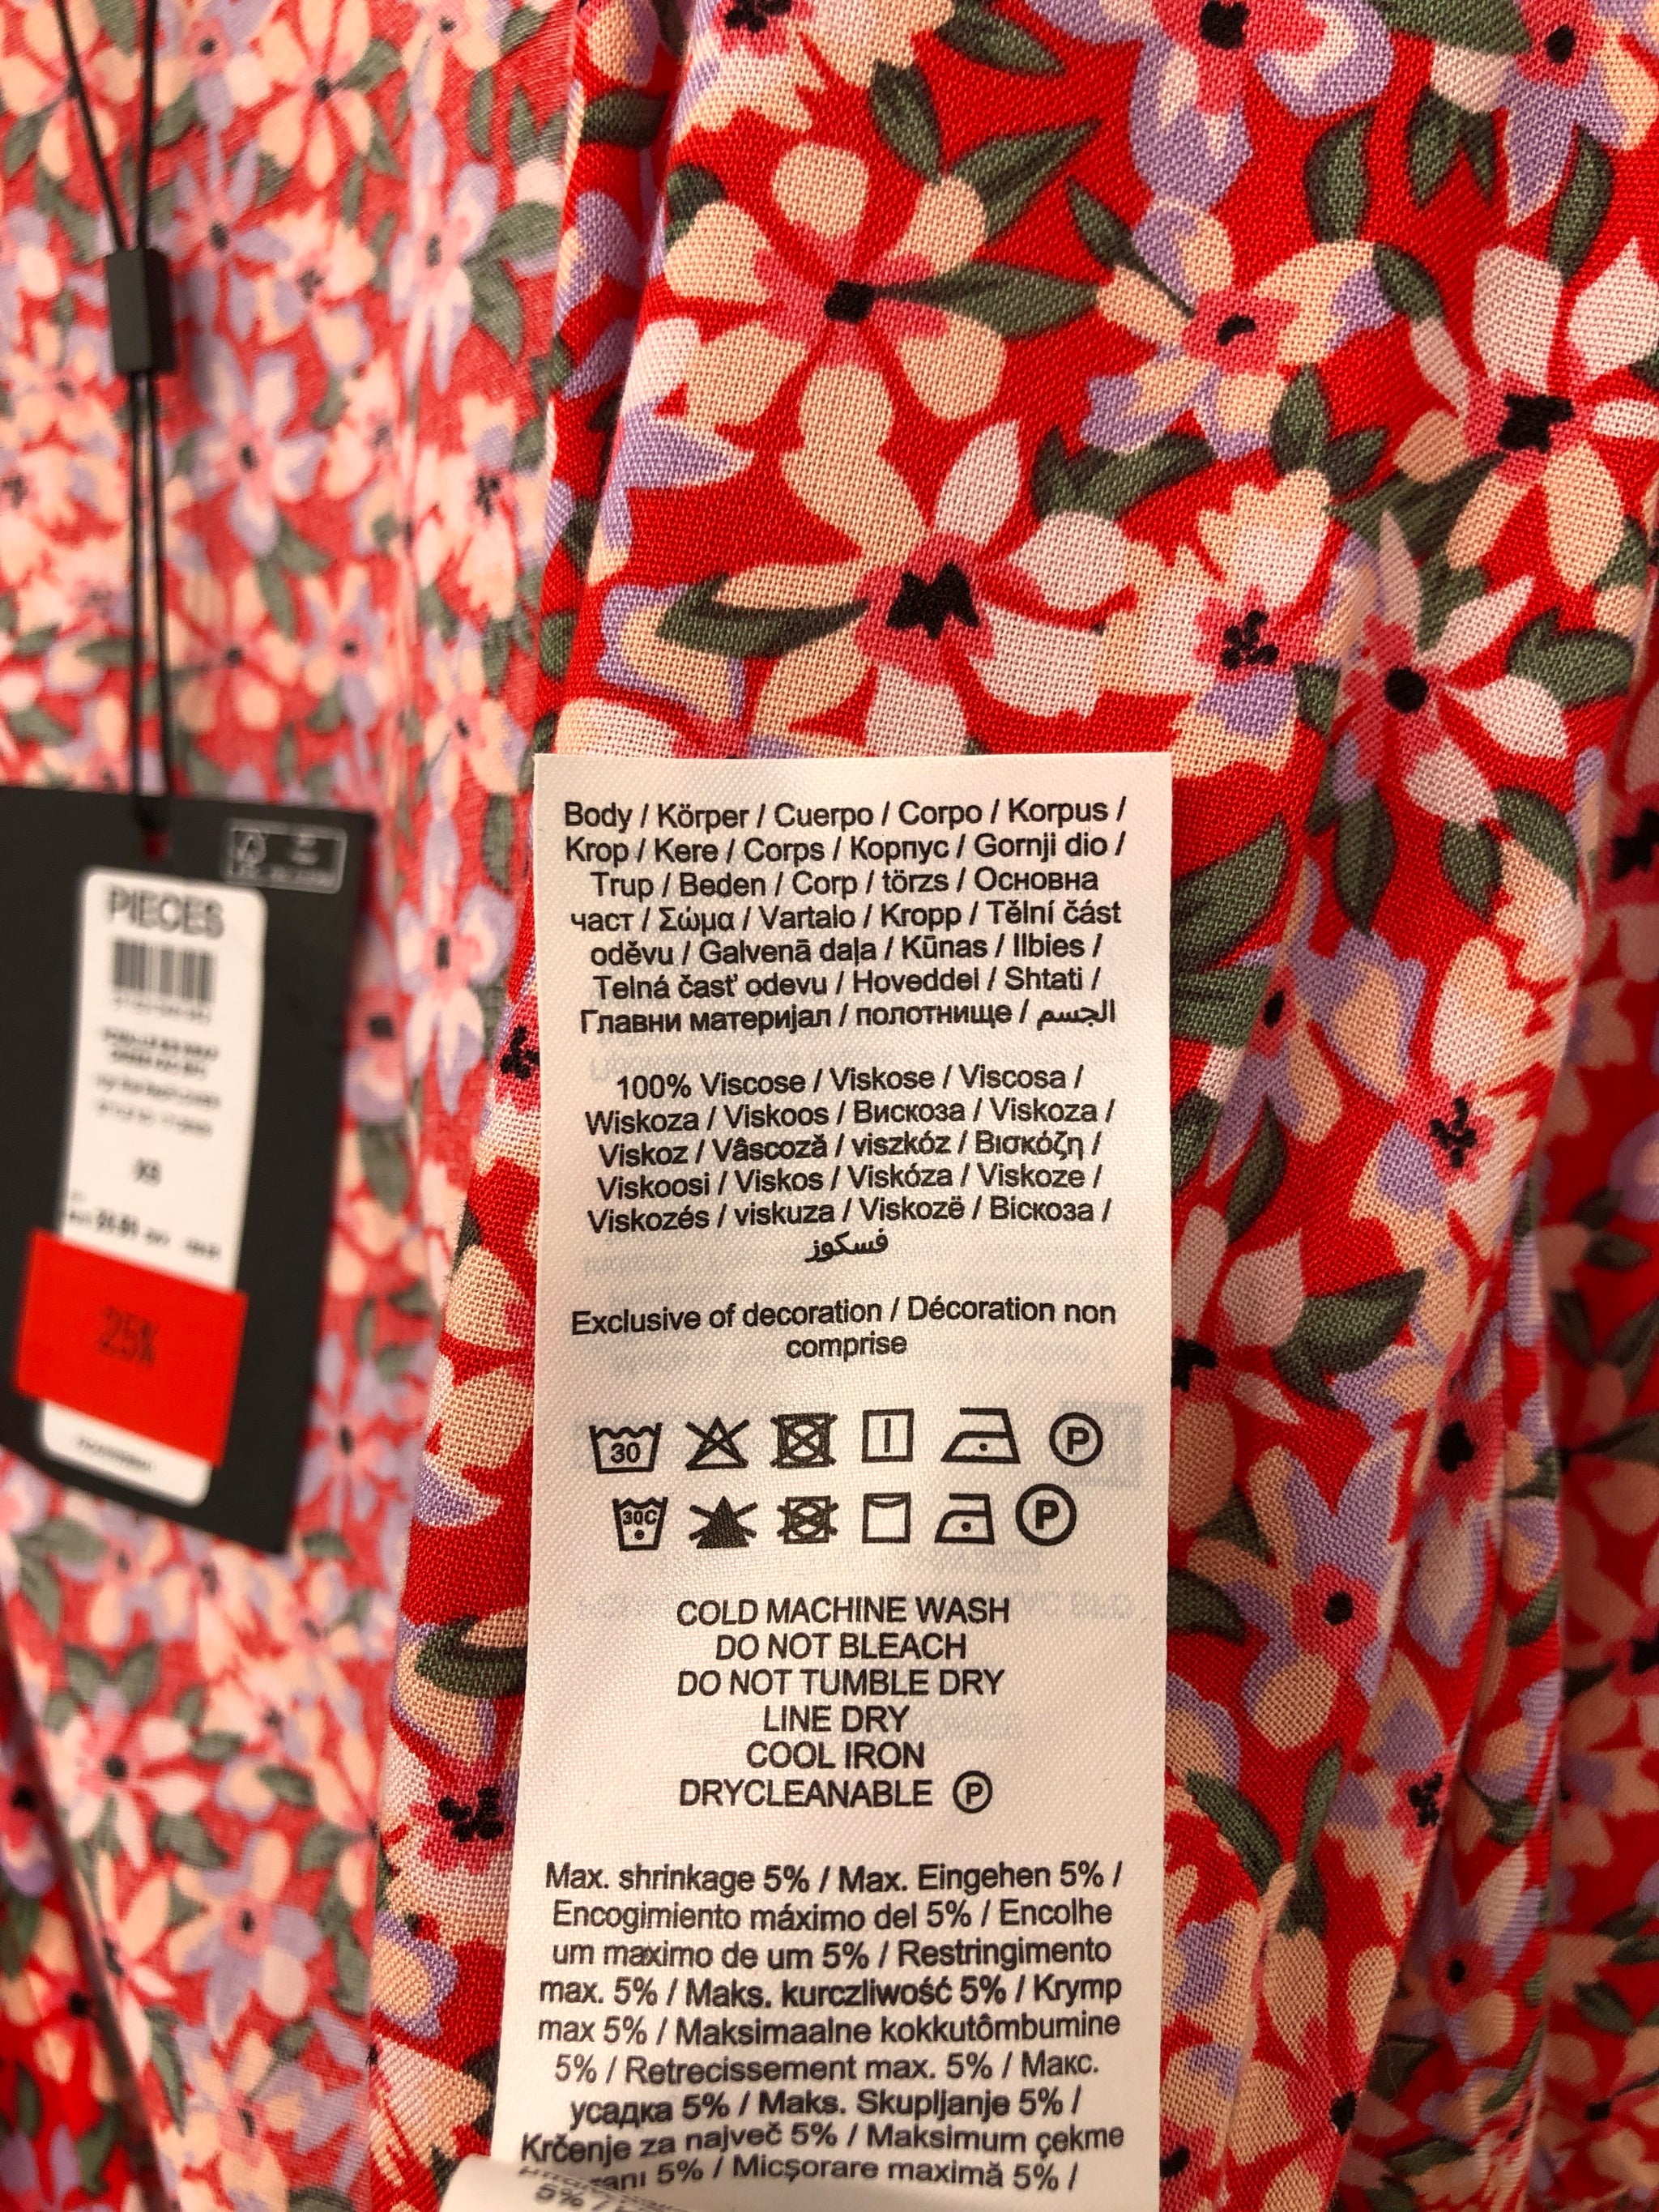 PIECES
XS
25%
Body / Körper / Cuerpo / Corpo / Korpus /
Krop / Kere / Corps / Корпус / Gornji dio /
Trup / Beden / Corp / törzs / Основна
част / Σώμα / Vartalo / Kropp / Tělní část
oděvu / Galvenā daļa / Kūnas / Ilbies /
Telná časť odevu / Hoveddel / Shtati /
Главни материјал / полотнище / الجسم
100% Viscose / Viskose / Viscosa /
Wiskoza / Viskoos / Вискоза / Viskoza /
Viskoz / Vâscoză / viszkóz / Βισκόζη /
Viskoosi / Viskos / Viskóza / Viskoze /
Viskozés / viskuza / Viskozë / Віскоза /
فسكوز
Exclusive of decoration / Décoration non
comprise
30 P
30C P
COLD MACHINE WASH
DO NOT BLEACH
DO NOT TUMBLE DRY
LINE DRY
COOL IRON
DRYCLEANABLE P
Max. shrinkage 5% / Max. Eingehen 5% /
Encogimiento máximo del 5% / Encolhe
um maximo de um 5% / Restringimento
max. 5% / Maks. kurczliwość 5% / Krymp
max 5% / Maksimaalne kokkutômbumine
5% / Retrecissement max. 5% / Макс.
усадка 5% / Maks. Skupljanje 5% /
Krčenje za največ 5% / Maksimum çekme
5% / Micşorare maximă 5% /
5% /